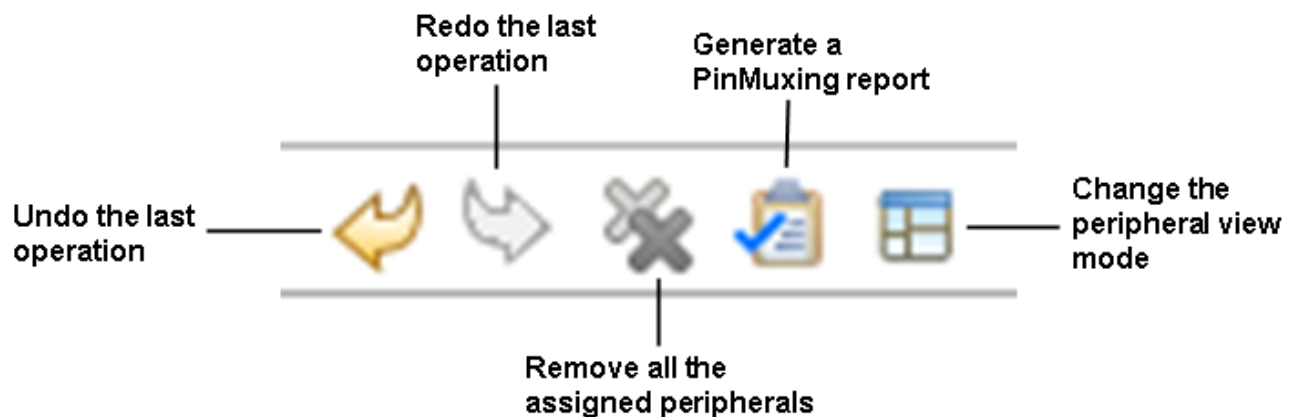 Redo the last
operation
Generate a
PinMuxing report
Undo the last
operation
Change the
peripheral view
mode
Remove all the
assigned peripherals